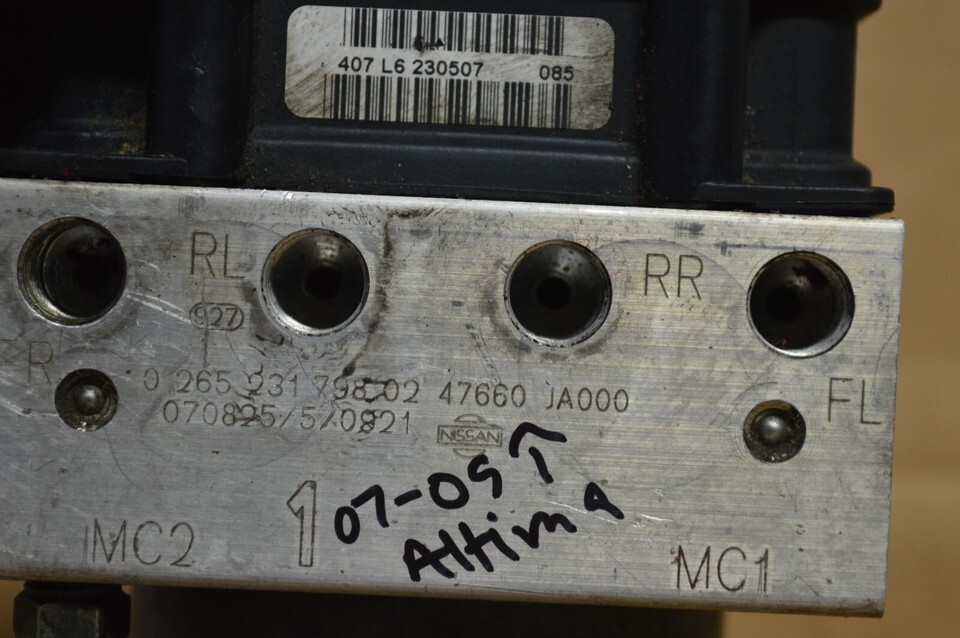 407 L6 230507 085
RL
RR
927
R
FL
0 265 231 798 02 47660 JA000
070825/5/0821
NISSAN
1
07-09
Altima
MC2
MC1